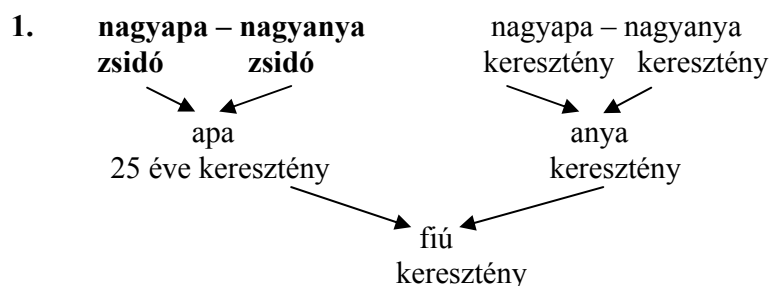 1. nagyapa – nagyanya nagyapa – nagyanya
zsidó zsidó keresztény keresztény
apa anya
25 éve keresztény keresztény
fiú
keresztény